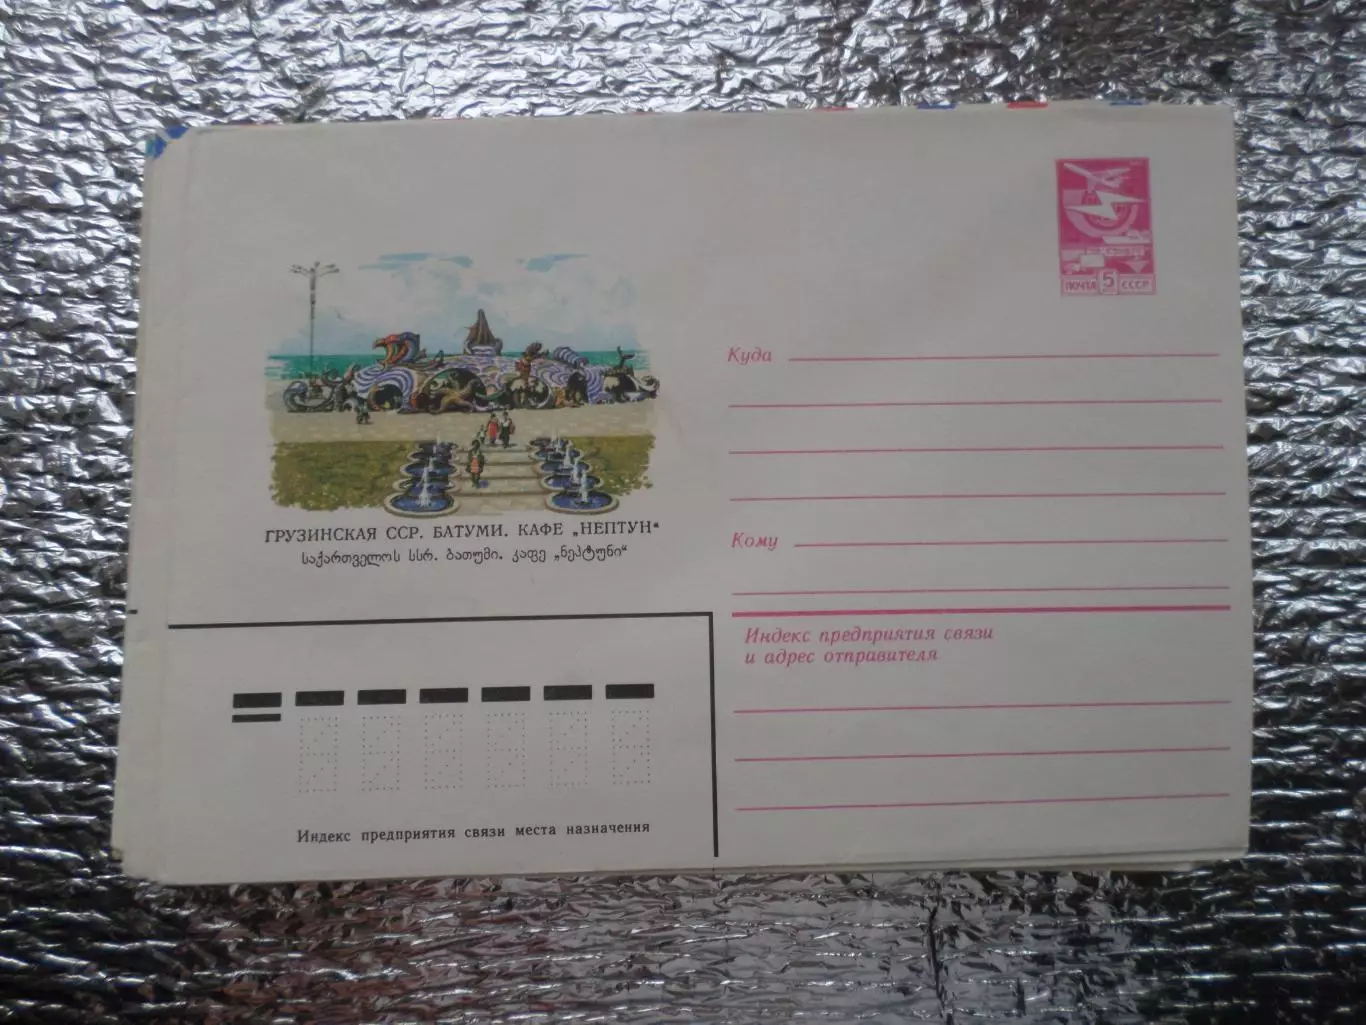 ПОЧТА 5 СССР
ГРУЗИНСКАЯ ССР. БАТУМИ. КАФЕ „НЕПТУН“
საქართველოს სსრ. ბათუმი. კაფე „ნეპტუნი“
Куда
Кому
Индекс предприятия связи
и адрес отправителя
Индекс предприятия связи места назначения